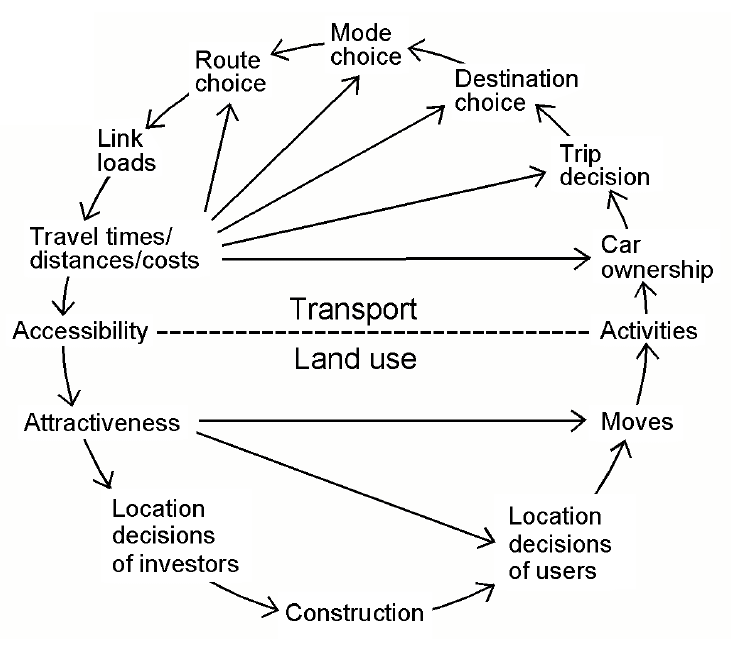 Mode
choice
Route
choice
Destination
choice
Link
loads
Trip
decision
Travel times/
distances/costs
Car
ownership
Transport
Accessibility
Activities
Land use
Attractiveness
Moves
Location
decisions
of investors
Location
decisions
of users
Construction